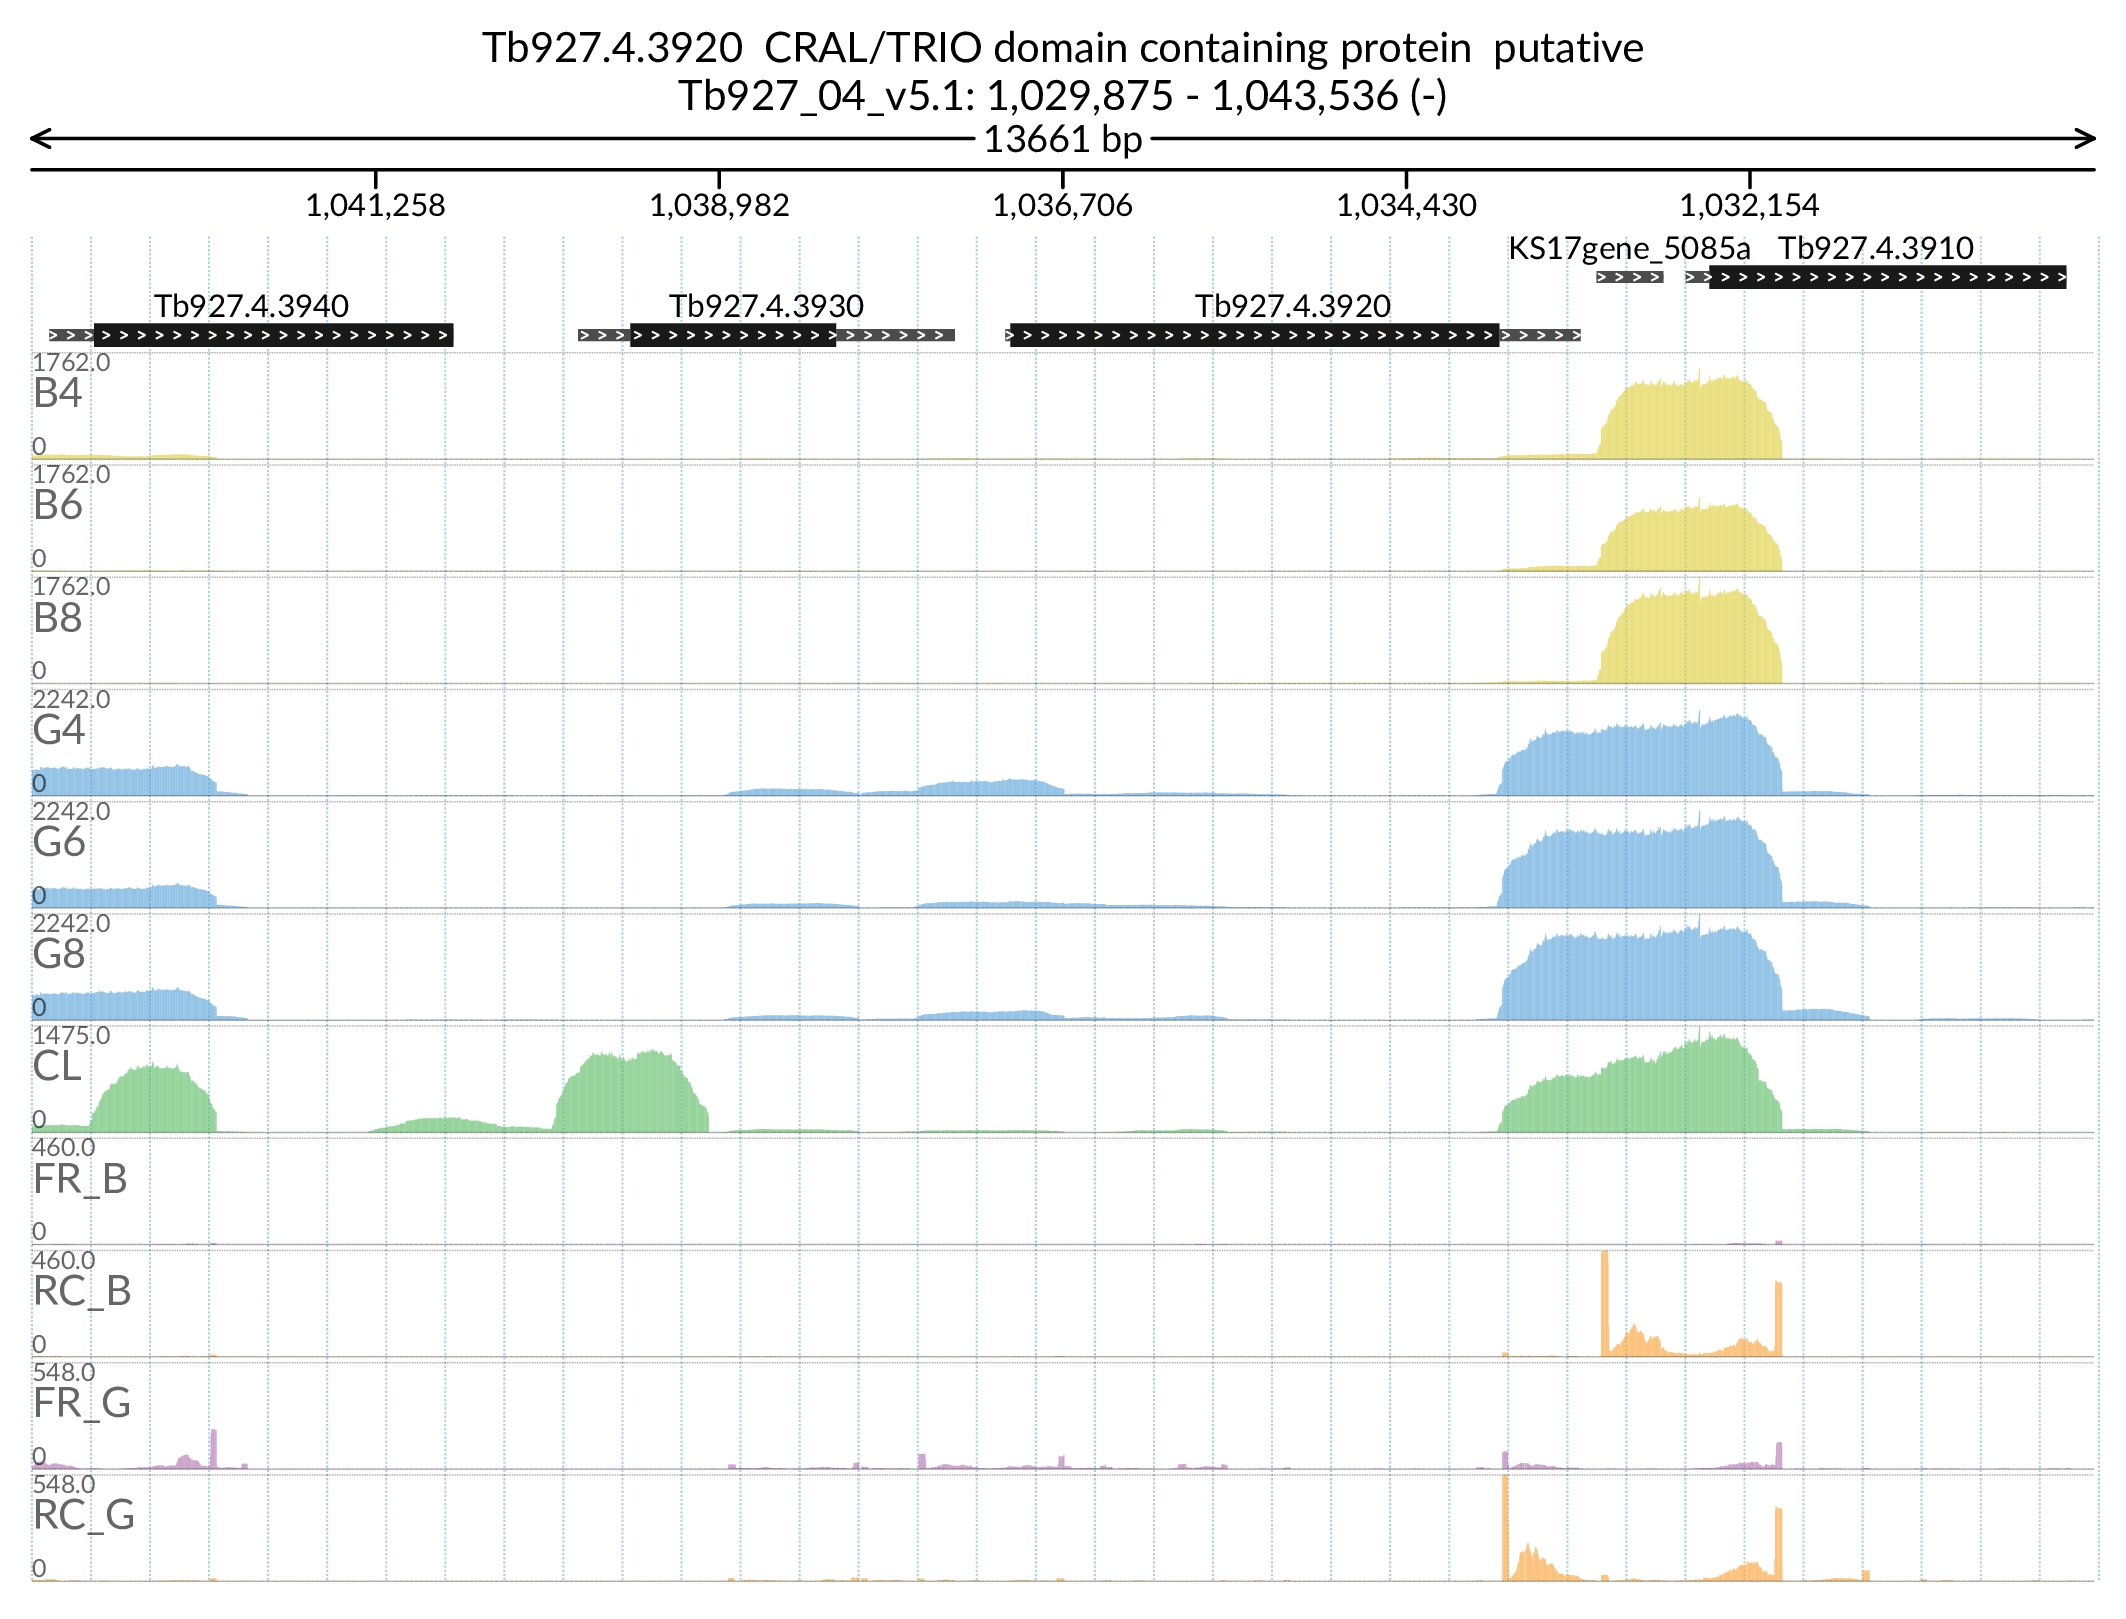 Tb927.4.3920  CRAL/TRIO domain containing protein  putative
Tb927_04_v5.1: 1,029,875 - 1,043,536 (-)
13661 bp
1,041,258 1,038,982 1,036,706 1,034,430 1,032,154
KS17gene_5085a Tb927.4.3910
Tb927.4.3940 Tb927.4.3930 Tb927.4.3920
1762.0
B4
0
1762.0
B6
0
1762.0
B8
0
2242.0
G4
0
2242.0
G6
0
2242.0
G8
0
1475.0
CL
0
460.0
FR_B
0
460.0
RC_B
0
548.0
FR_G
0
548.0
RC_G
0